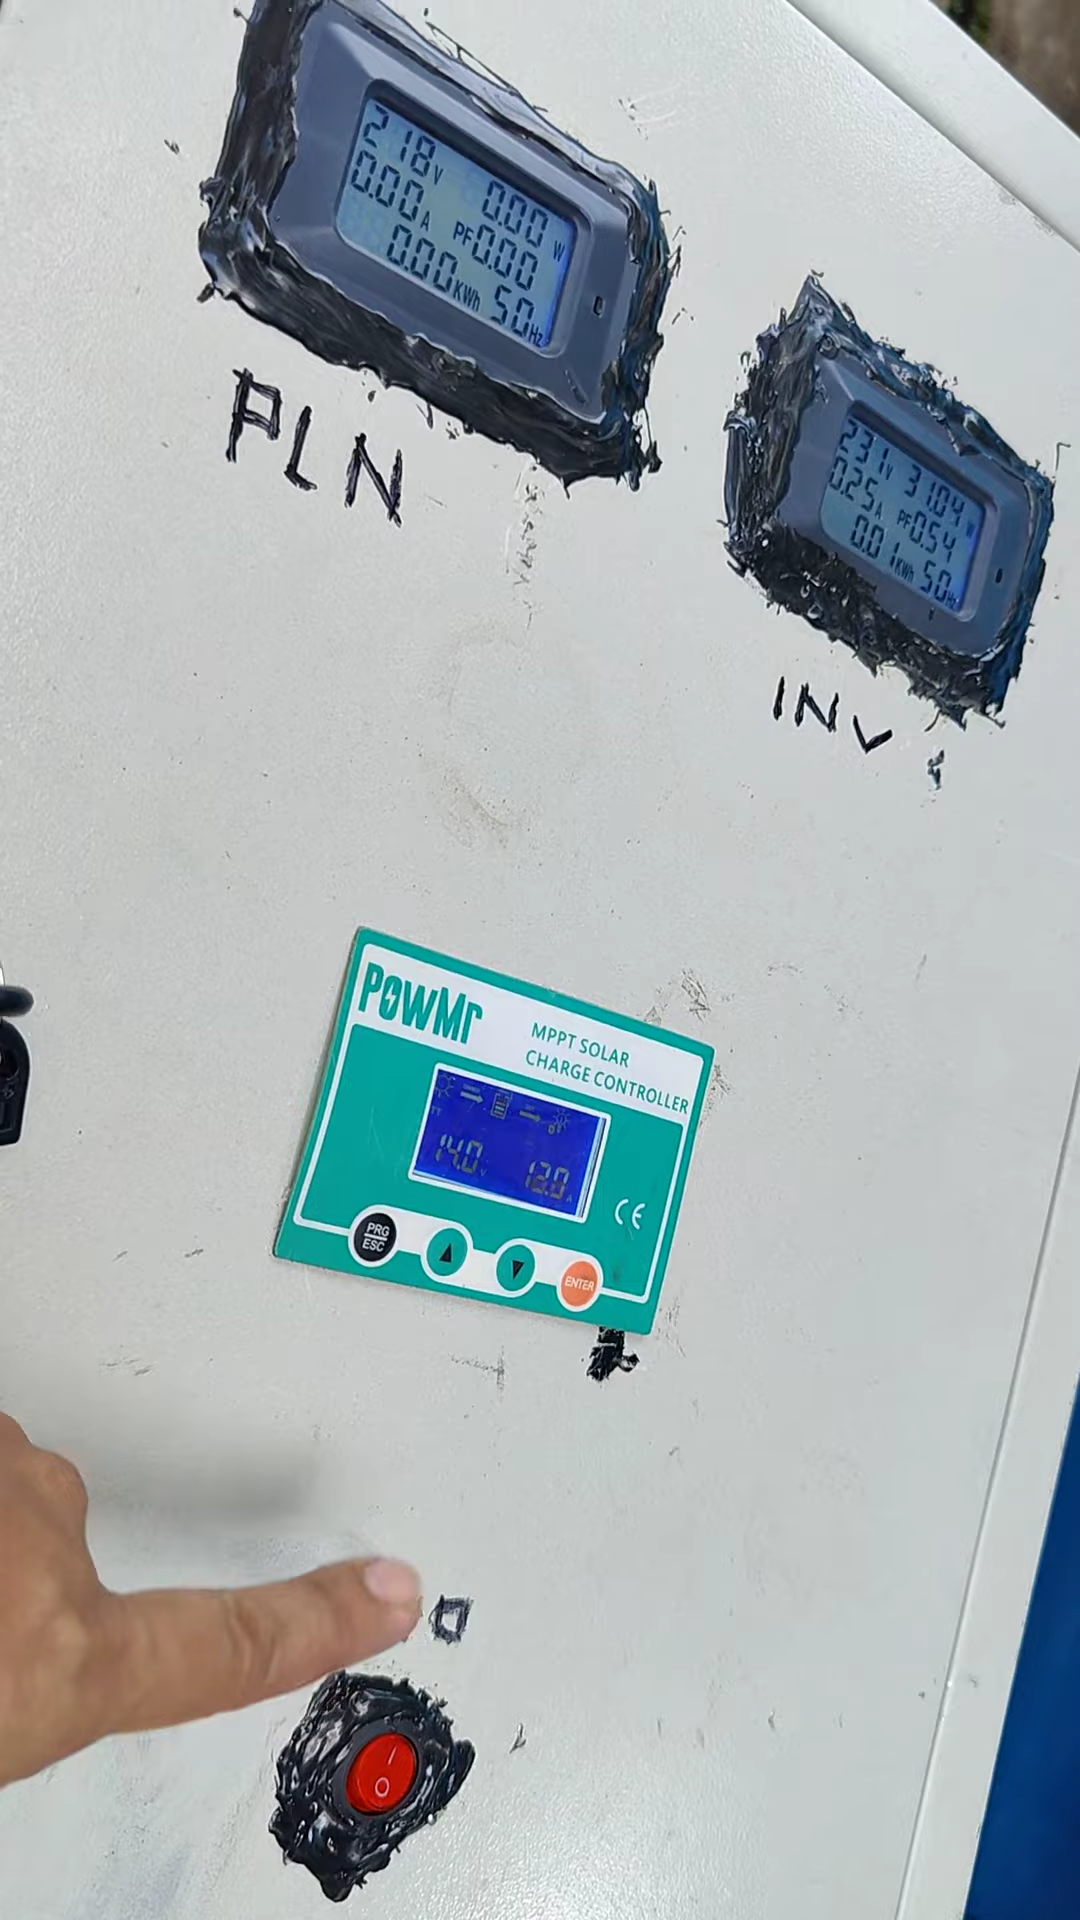 218V 0.00W
0.00A PF0.00
0.00KWh 50Hz
PLN
231V 31.04W
0.25A PF0.54
0.01KWh 50Hz
INV
PowMr
MPPT SOLAR
CHARGE CONTROLLER
14.0V 12.0A
CE
PRG
ESC
ENTER